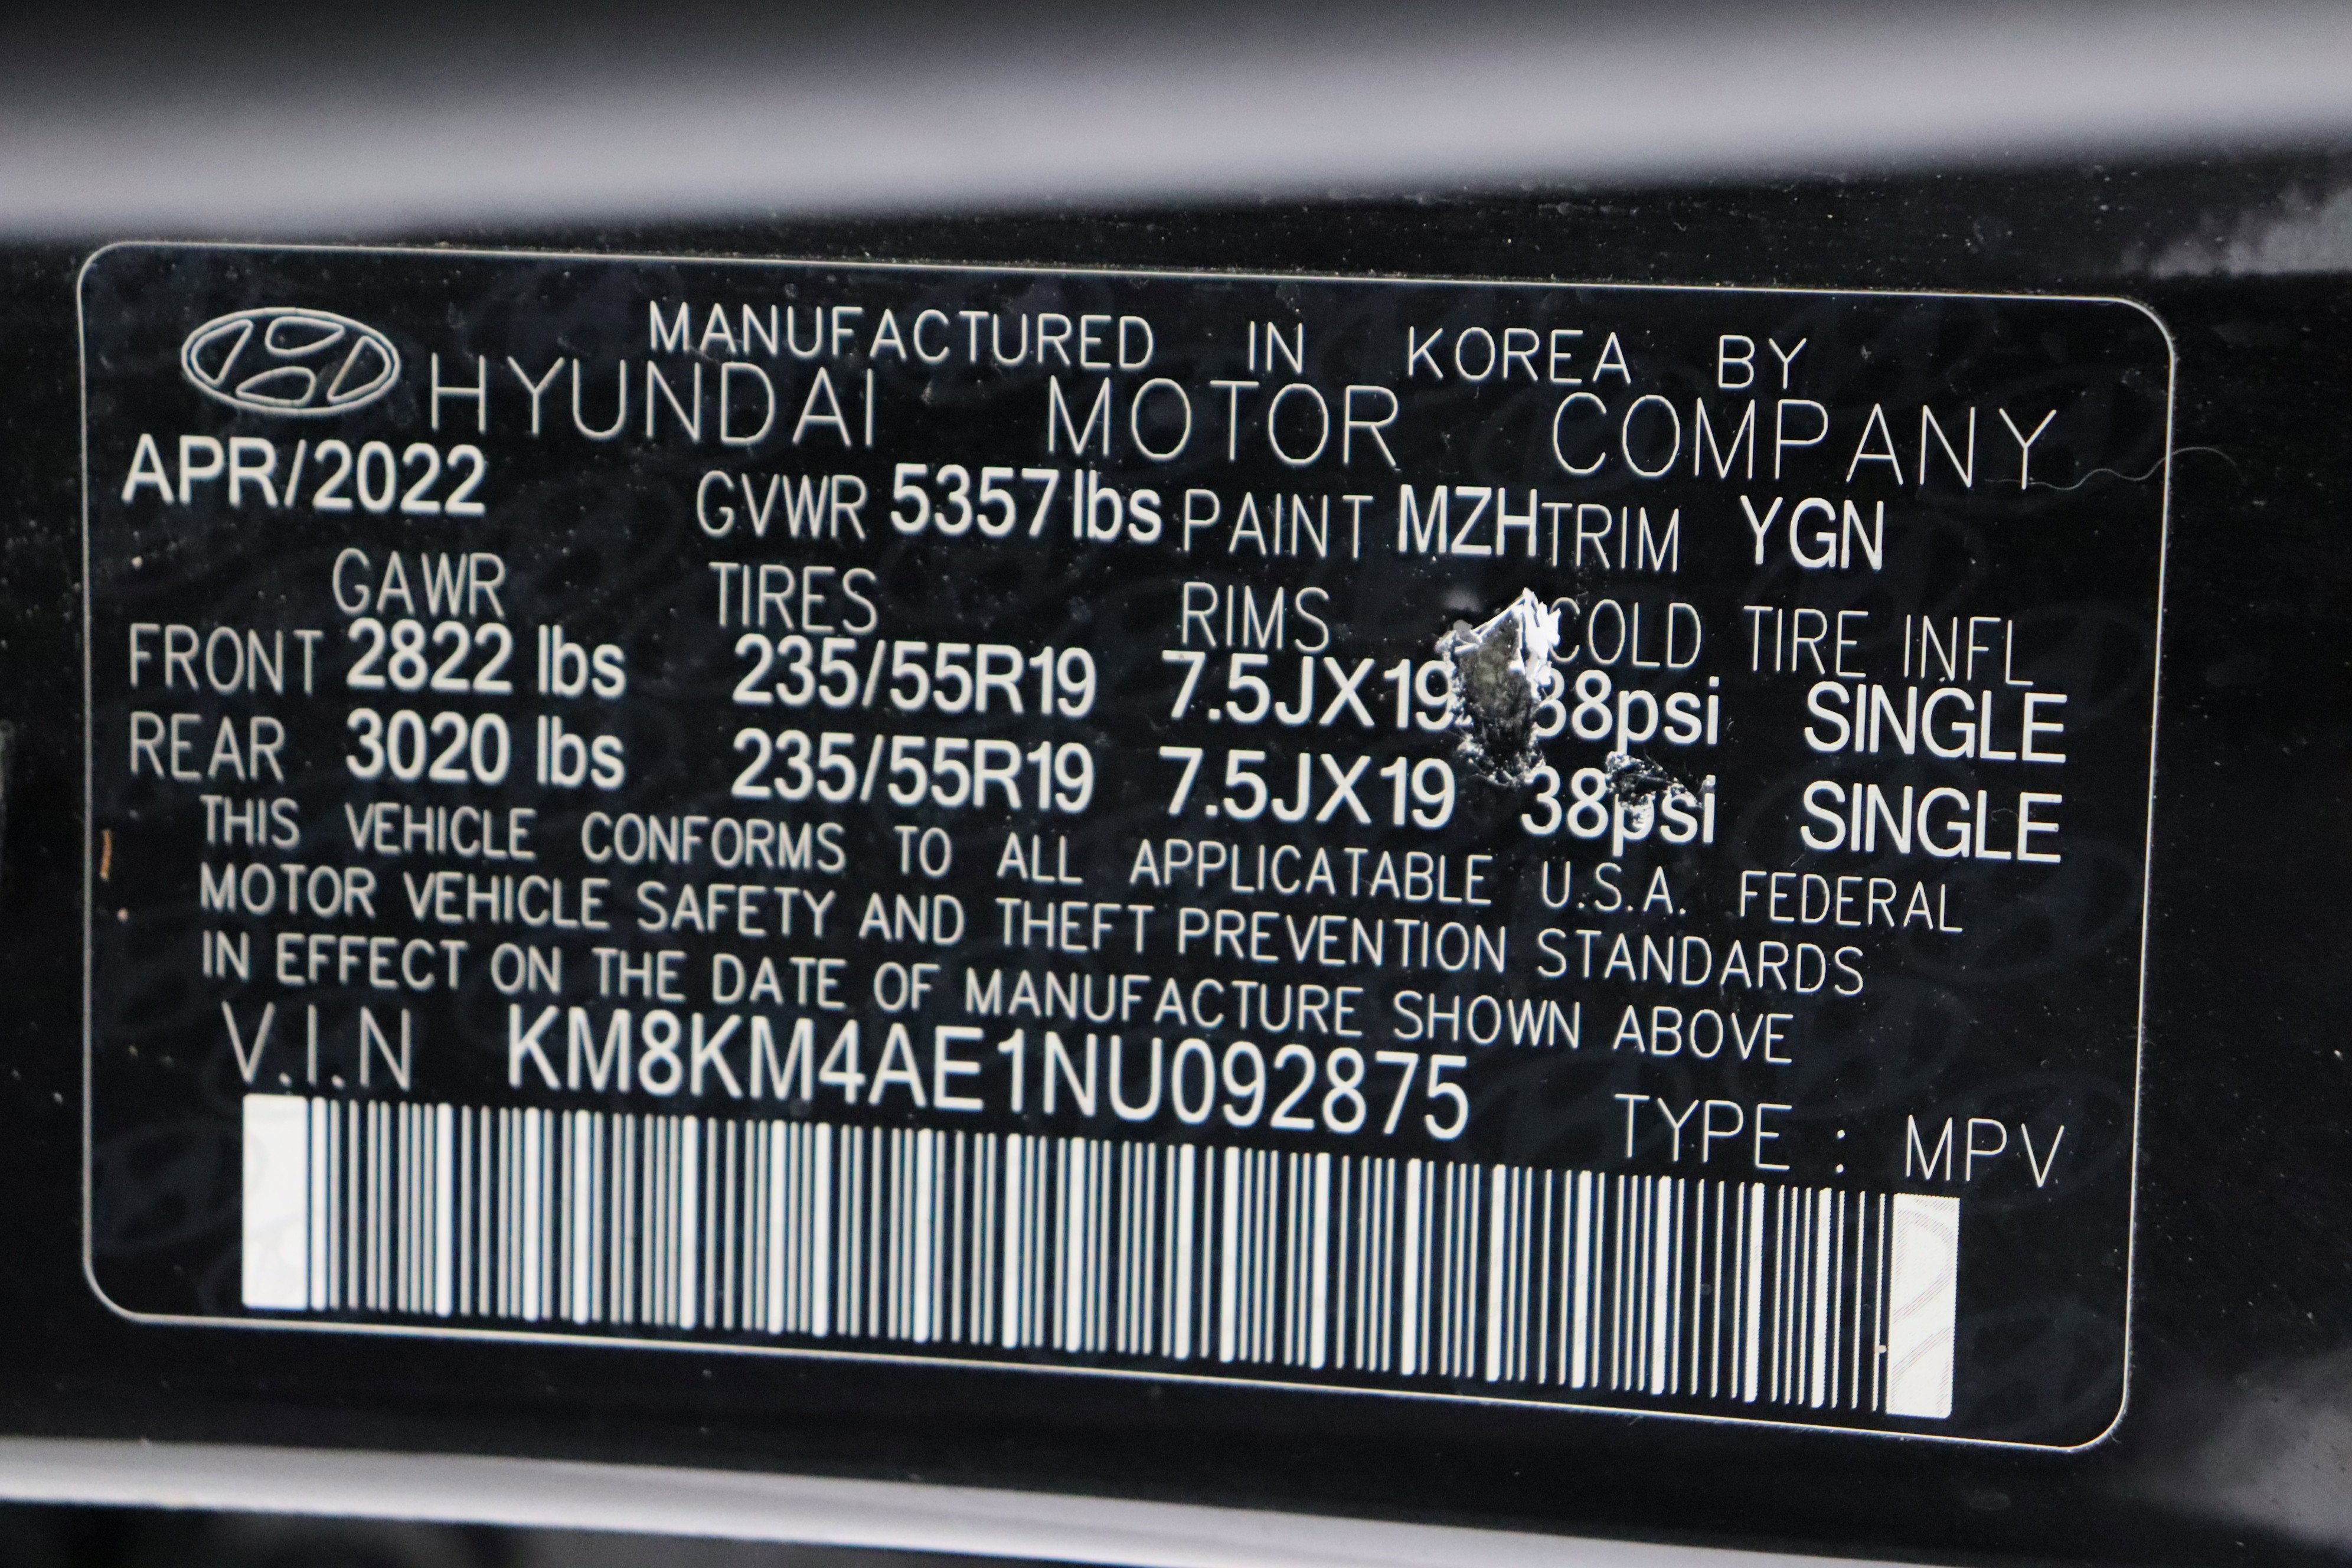 MANUFACTURED IN KOREA BY
HYUNDAI MOTOR COMPANY
APR/2022 GVWR 5357 lbs PAINT MZH TRIM YGN
GAWR TIRES RIMS COLD TIRE INFL
FRONT 2822 lbs 235/55R19 7.5JX19 38psi SINGLE
REAR 3020 lbs 235/55R19 7.5JX19 38psi SINGLE
THIS VEHICLE CONFORMS TO ALL APPLICATABLE U.S.A. FEDERAL
MOTOR VEHICLE SAFETY AND THEFT PREVENTION STANDARDS
IN EFFECT ON THE DATE OF MANUFACTURE SHOWN ABOVE
V.I.N KM8KM4AE1NU092875
TYPE : MPV